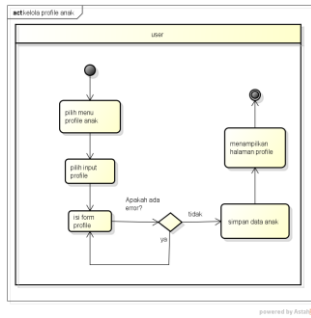 act kelola profile anak
user
pilih menu
profile anak
pilih input
profile
isi form
profile
Apakah ada
error?
ya
tidak
simpan data anak
menampilkan
halaman profile
powered by Astah